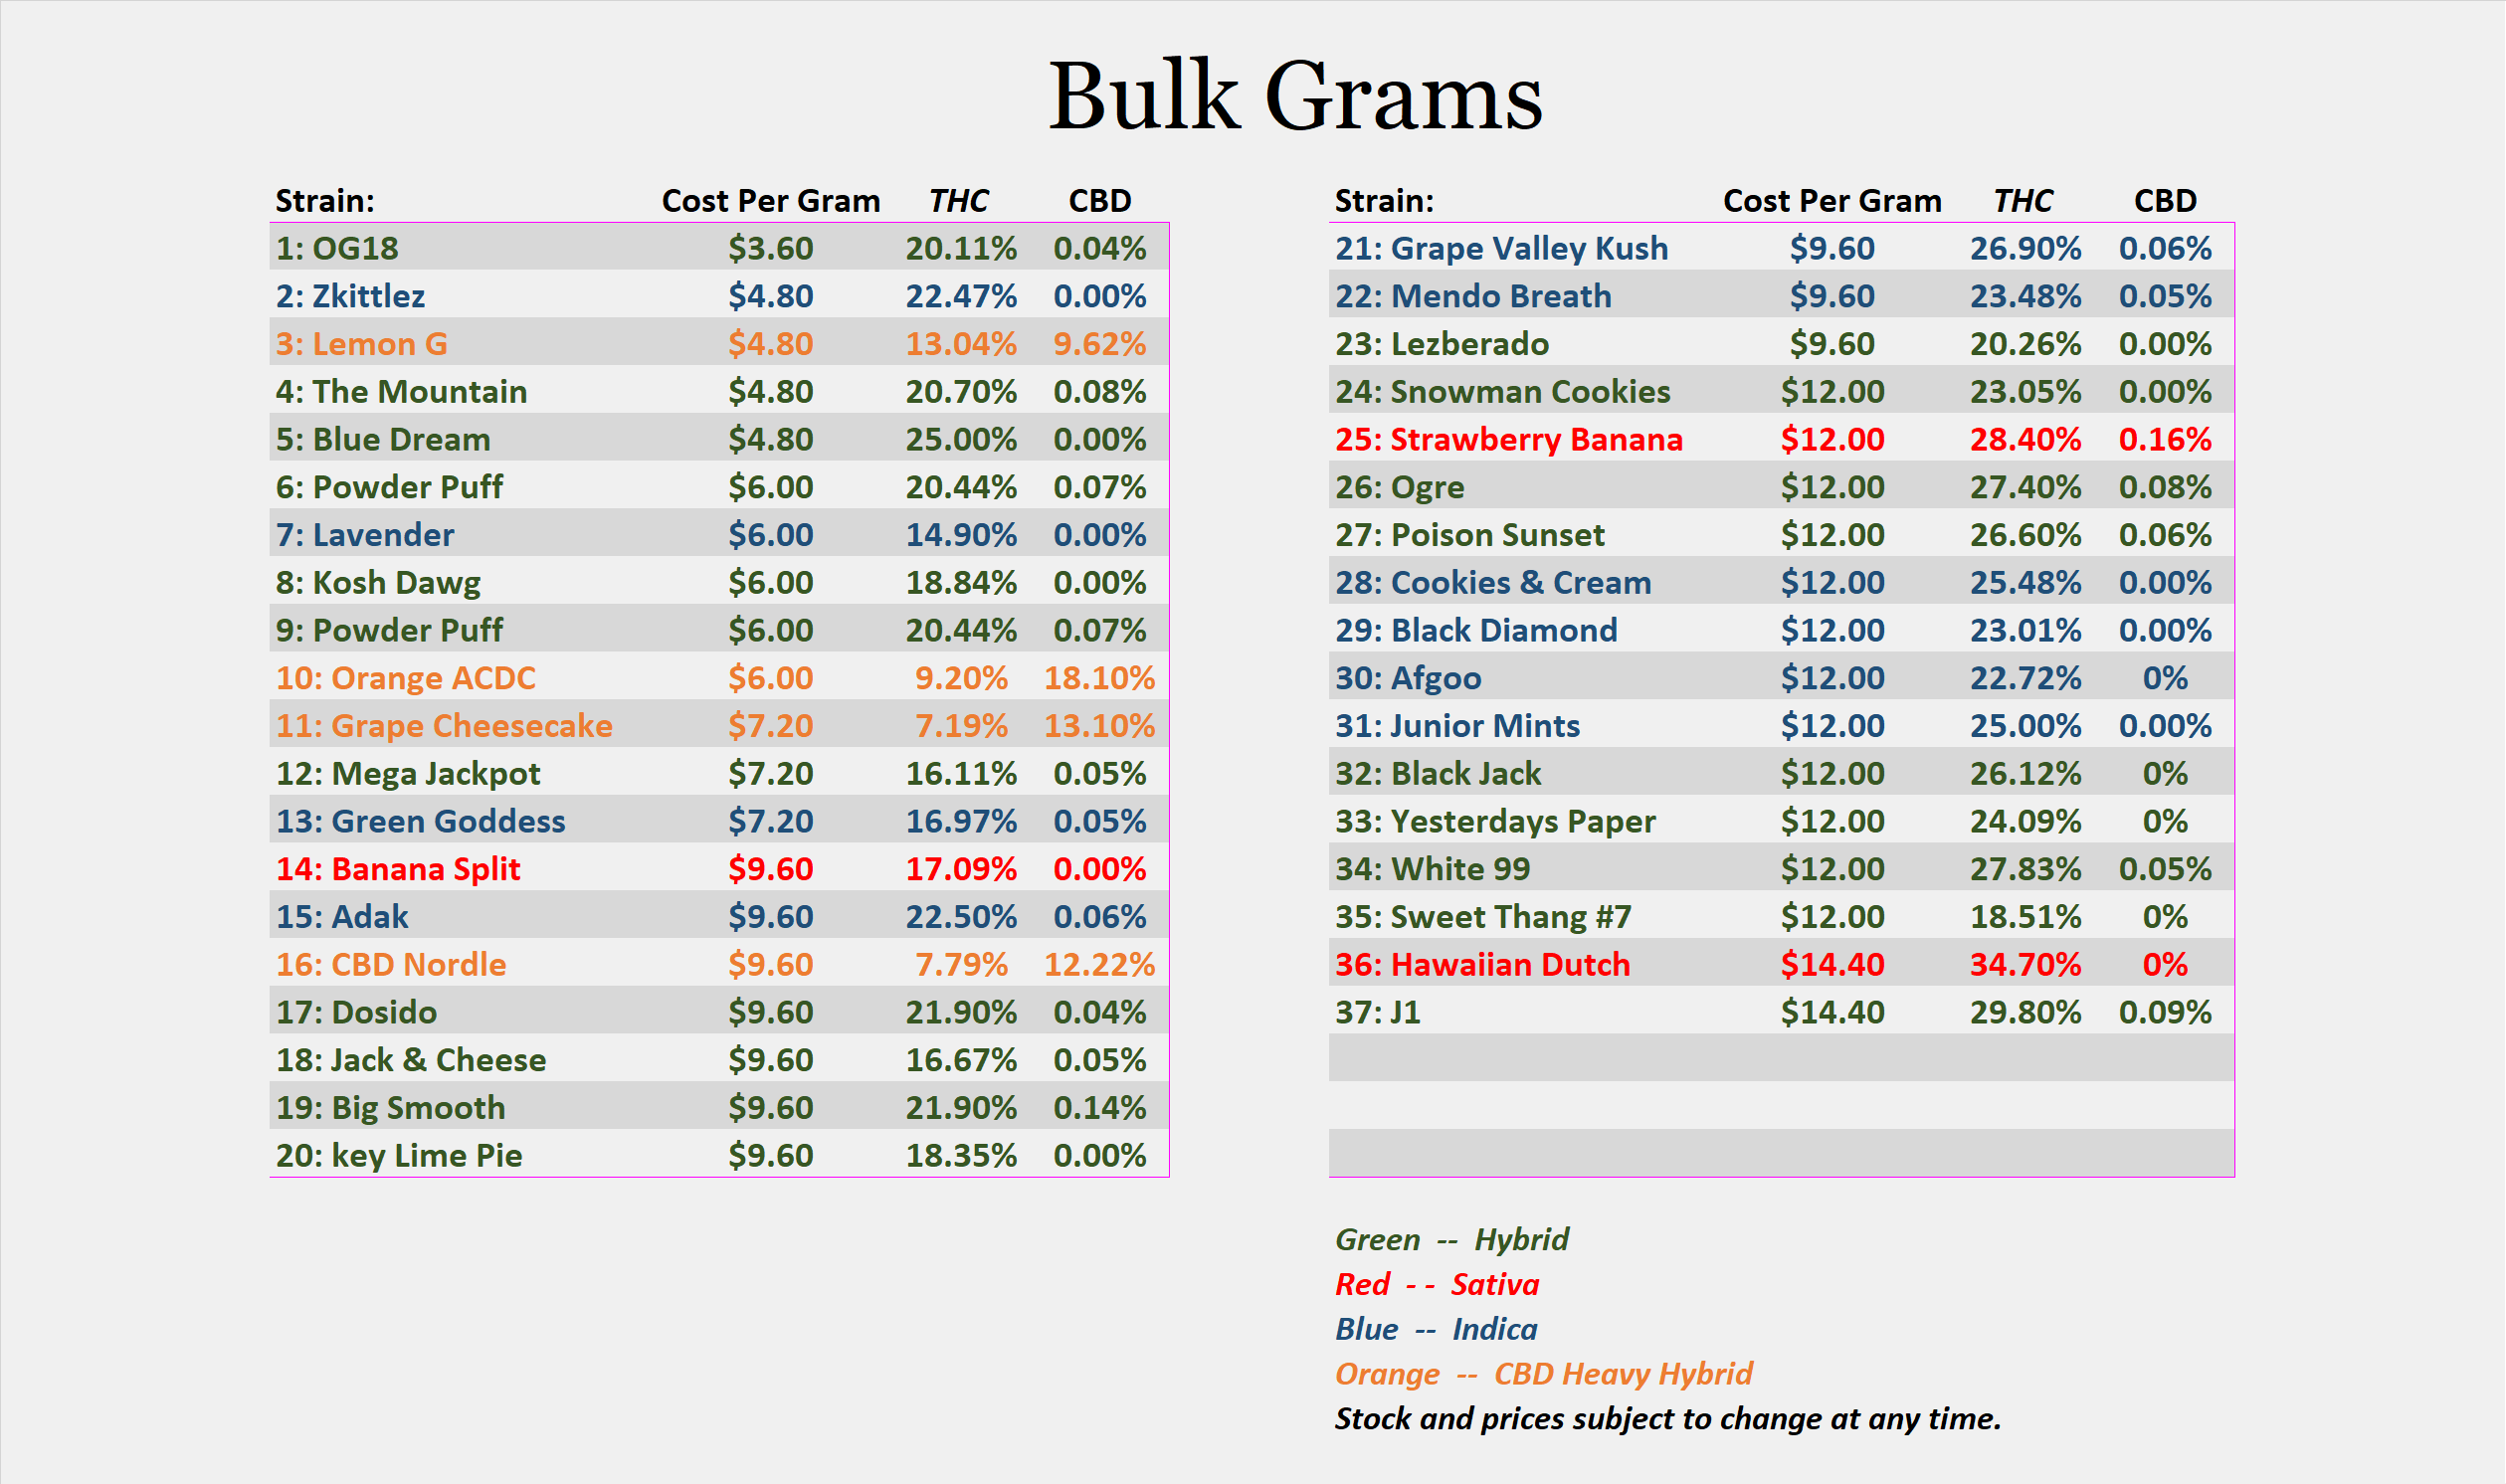 Bulk Grams
Strain: Cost Per Gram THC CBD
1: OG18 $3.60 20.11% 0.04%
2: Zkittlez $4.80 22.47% 0.00%
3: Lemon G $4.80 13.04% 9.62%
4: The Mountain $4.80 20.70% 0.08%
5: Blue Dream $4.80 25.00% 0.00%
6: Powder Puff $6.00 20.44% 0.07%
7: Lavender $6.00 14.90% 0.00%
8: Kosh Dawg $6.00 18.84% 0.00%
9: Powder Puff $6.00 20.44% 0.07%
10: Orange ACDC $6.00 9.20% 18.10%
11: Grape Cheesecake $7.20 7.19% 13.10%
12: Mega Jackpot $7.20 16.11% 0.05%
13: Green Goddess $7.20 16.97% 0.05%
14: Banana Split $9.60 17.09% 0.00%
15: Adak $9.60 22.50% 0.06%
16: CBD Nordle $9.60 7.79% 12.22%
17: Dosido $9.60 21.90% 0.04%
18: Jack & Cheese $9.60 16.67% 0.05%
19: Big Smooth $9.60 21.90% 0.14%
20: key Lime Pie $9.60 18.35% 0.00%
Strain: Cost Per Gram THC CBD
21: Grape Valley Kush $9.60 26.90% 0.06%
22: Mendo Breath $9.60 23.48% 0.05%
23: Lezberado $9.60 20.26% 0.00%
24: Snowman Cookies $12.00 23.05% 0.00%
25: Strawberry Banana $12.00 28.40% 0.16%
26: Ogre $12.00 27.40% 0.08%
27: Poison Sunset $12.00 26.60% 0.06%
28: Cookies & Cream $12.00 25.48% 0.00%
29: Black Diamond $12.00 23.01% 0.00%
30: Afgoo $12.00 22.72% 0%
31: Junior Mints $12.00 25.00% 0.00%
32: Black Jack $12.00 26.12% 0%
33: Yesterdays Paper $12.00 24.09% 0%
34: White 99 $12.00 27.83% 0.05%
35: Sweet Thang #7 $12.00 18.51% 0%
36: Hawaiian Dutch $14.40 34.70% 0%
37: J1 $14.40 29.80% 0.09%
Green -- Hybrid
Red - - Sativa
Blue -- Indica
Orange -- CBD Heavy Hybrid
Stock and prices subject to change at any time.